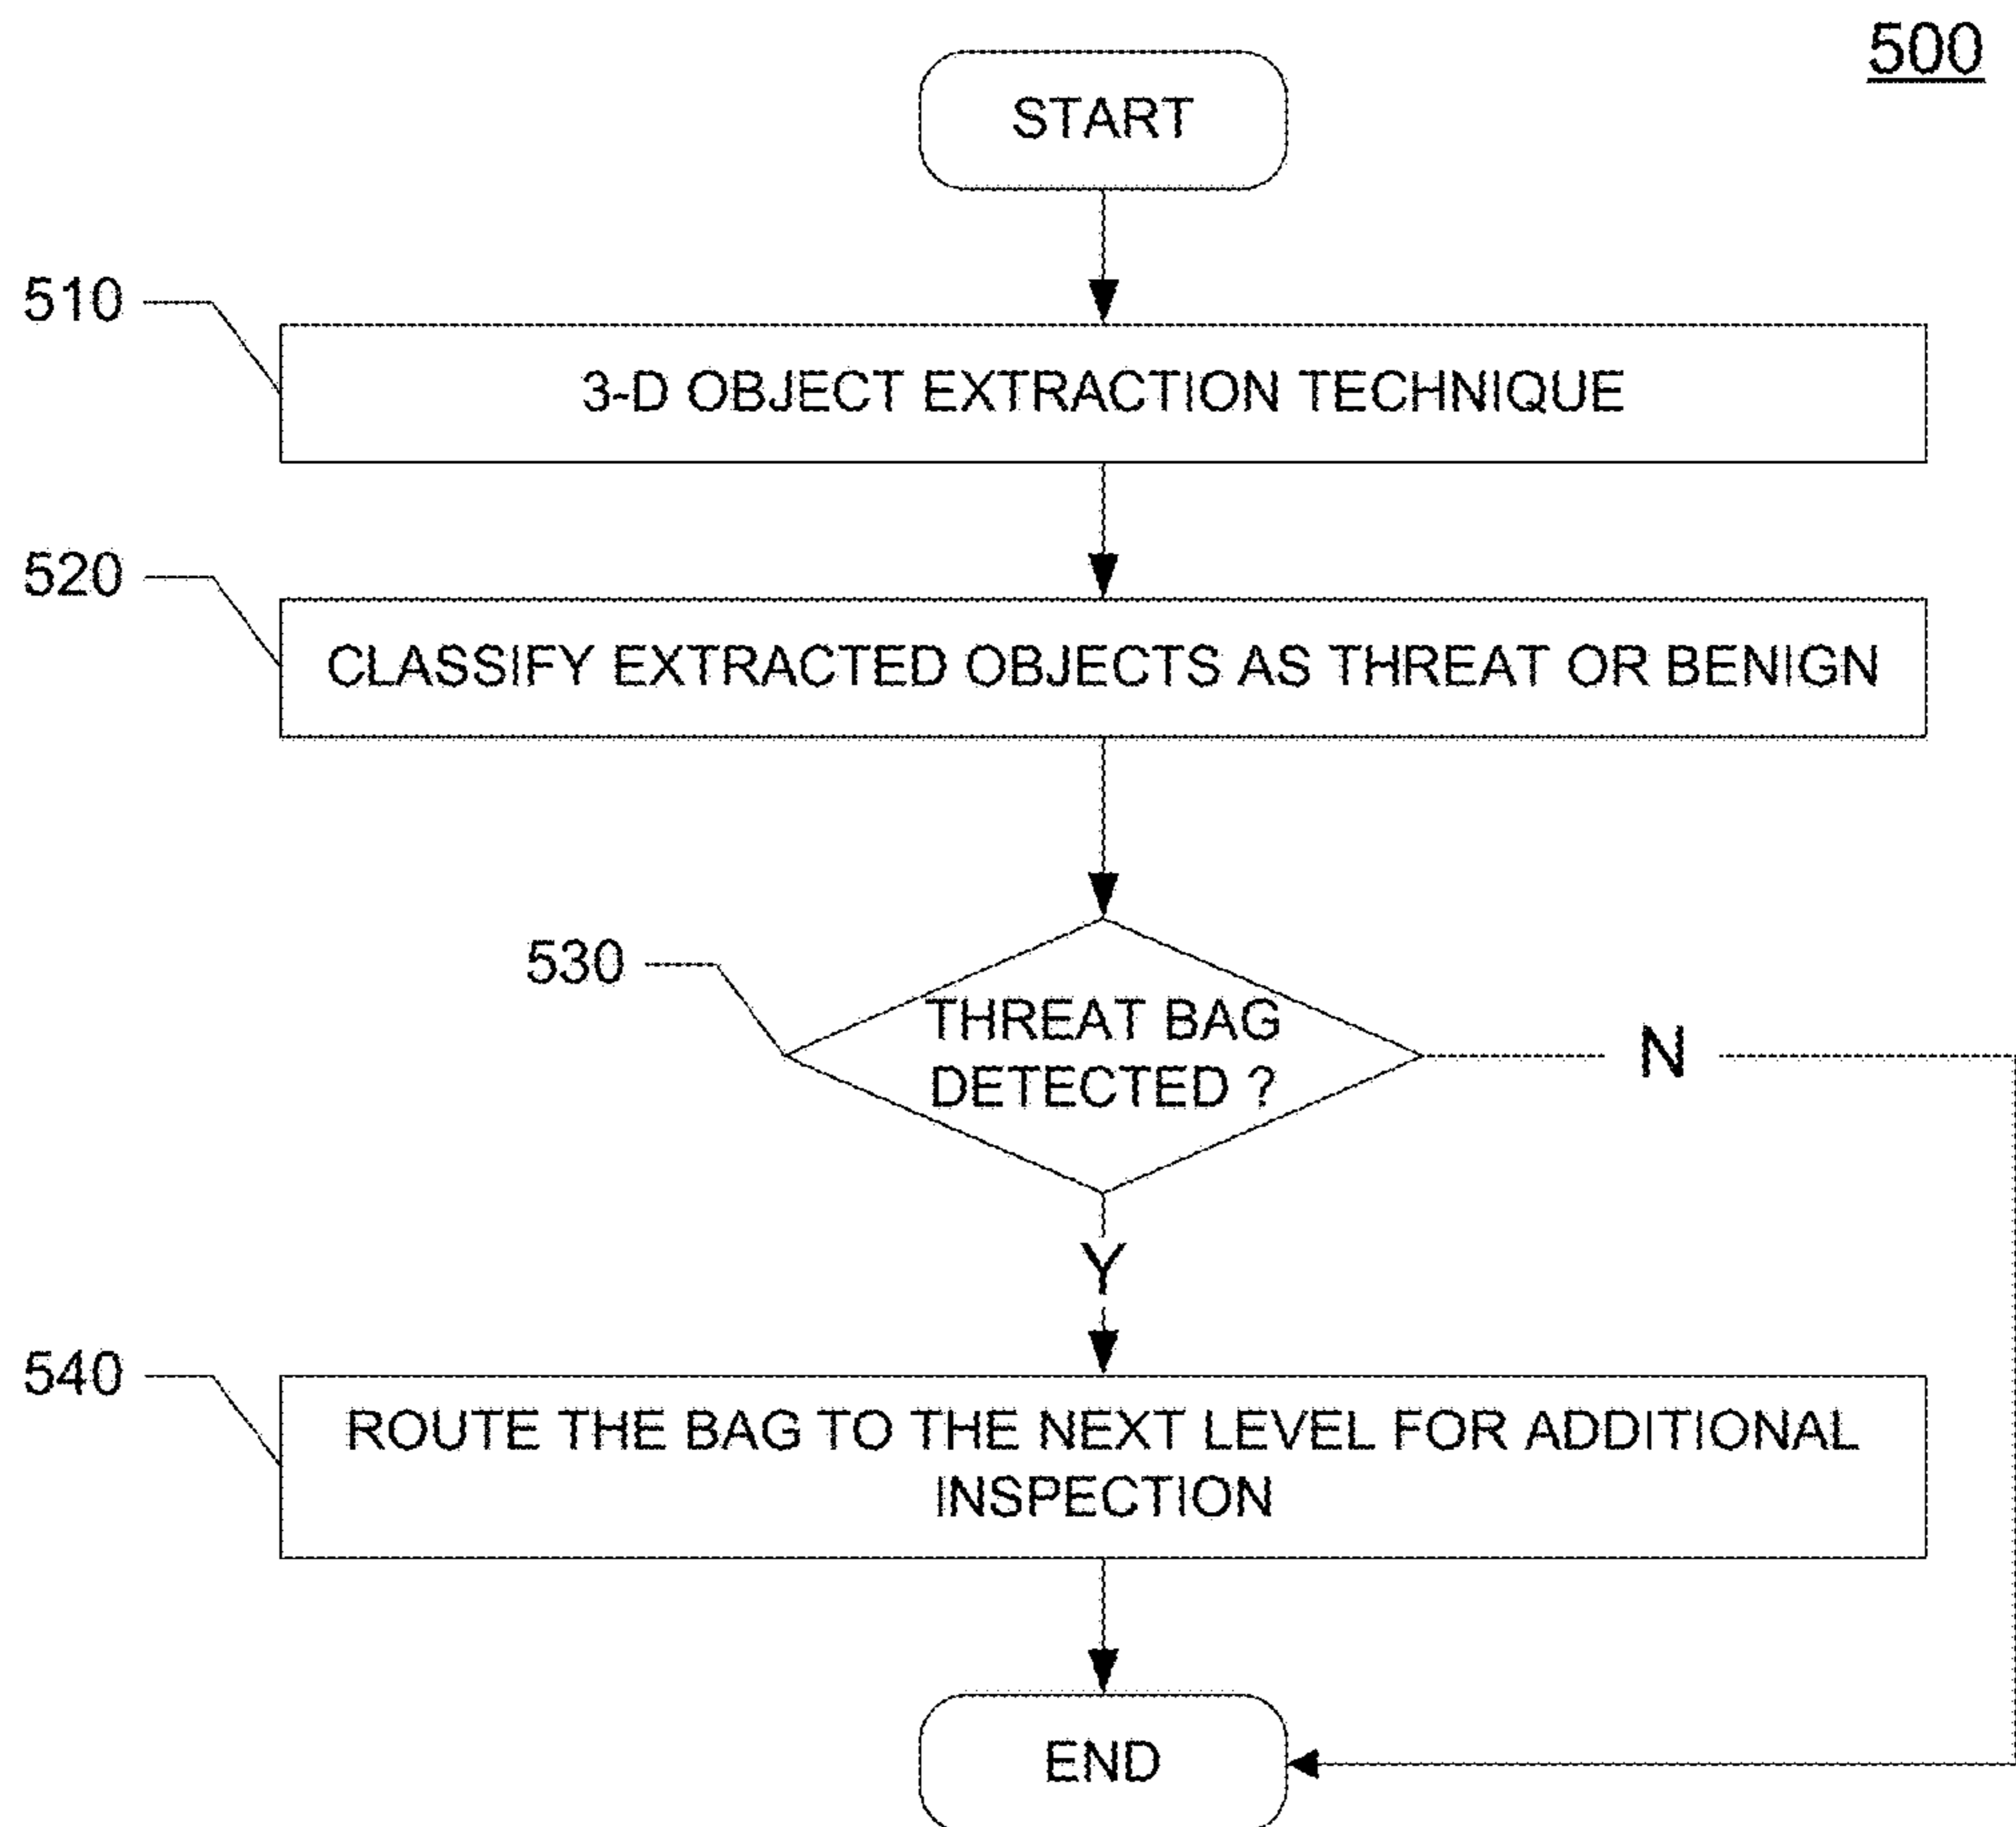 500
START
510
3-D OBJECT EXTRACTION TECHNIQUE
520
CLASSIFY EXTRACTED OBJECTS AS THREAT OR BENIGN
530
THREAT BAG
DETECTED ?
N
Y
540
ROUTE THE BAG TO THE NEXT LEVEL FOR ADDITIONAL
INSPECTION
END